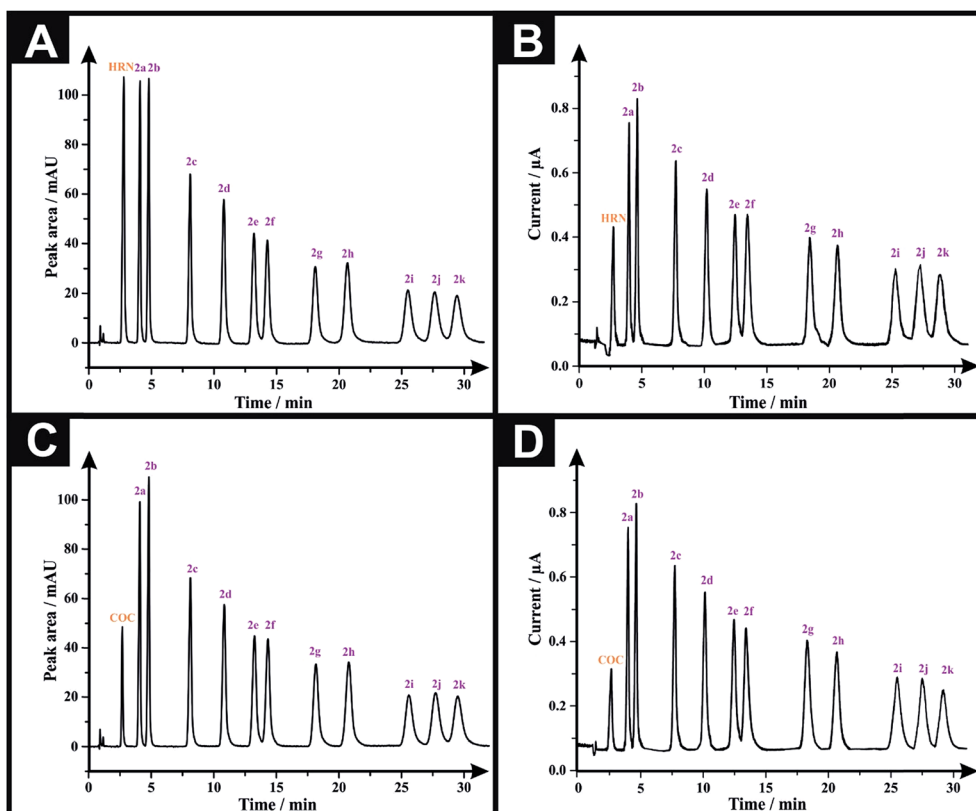 A
HRN 2a 2b
2c
2d
2e 2f
2g 2h
2i 2j 2k
Peak area / mAU
100
80
60
40
20
0
0 5 10 15 20 25 30
Time / min
B
2b
2a
2c
2d
HRN 2e 2f
2g 2h
2i 2j 2k
Current / µA
0.8
0.6
0.4
0.2
0.0
0 5 10 15 20 25 30
Time / min
C
2b
2a
2c
2d
COC 2e 2f
2g 2h
2i 2j 2k
Peak area / mAU
100
80
60
40
20
0
0 5 10 15 20 25 30
Time / min
D
2b
2a
2c
2d
2e 2f
2g 2h
COC 2i 2j 2k
Current / µA
0.8
0.6
0.4
0.2
0.0
0 5 10 15 20 25 30
Time / min